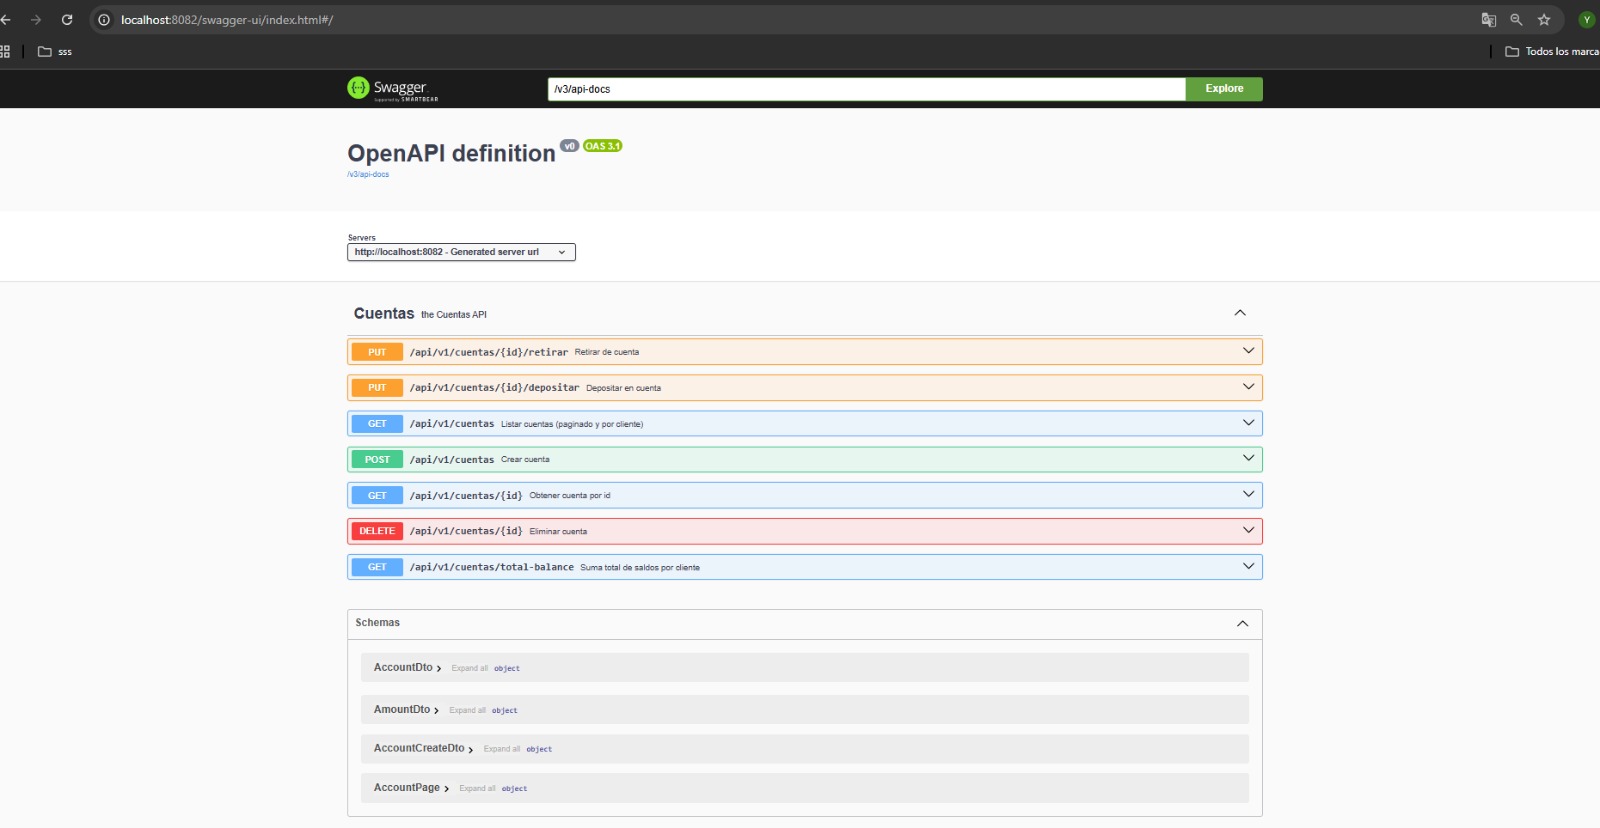 localhost:8082/swagger-ui/index.html#/
Y
sss
Todos los marca
Swagger.
Supported by SMARTBEAR
/v3/api-docs
Explore
OpenAPI definition v0 OAS 3.1
/v3/api-docs
Servers
http://localhost:8082 - Generated server url
Cuentas the Cuentas API
PUT /api/v1/cuentas/{id}/retirar Retirar de cuenta
PUT /api/v1/cuentas/{id}/depositar Depositar en cuenta
GET /api/v1/cuentas Listar cuentas (paginado y por cliente)
POST /api/v1/cuentas Crear cuenta
GET /api/v1/cuentas/{id} Obtener cuenta por id
DELETE /api/v1/cuentas/{id} Eliminar cuenta
GET /api/v1/cuentas/total-balance Suma total de saldos por cliente
Schemas
AccountDto Expand all object
AmountDto Expand all object
AccountCreateDto Expand all object
AccountPage Expand all object